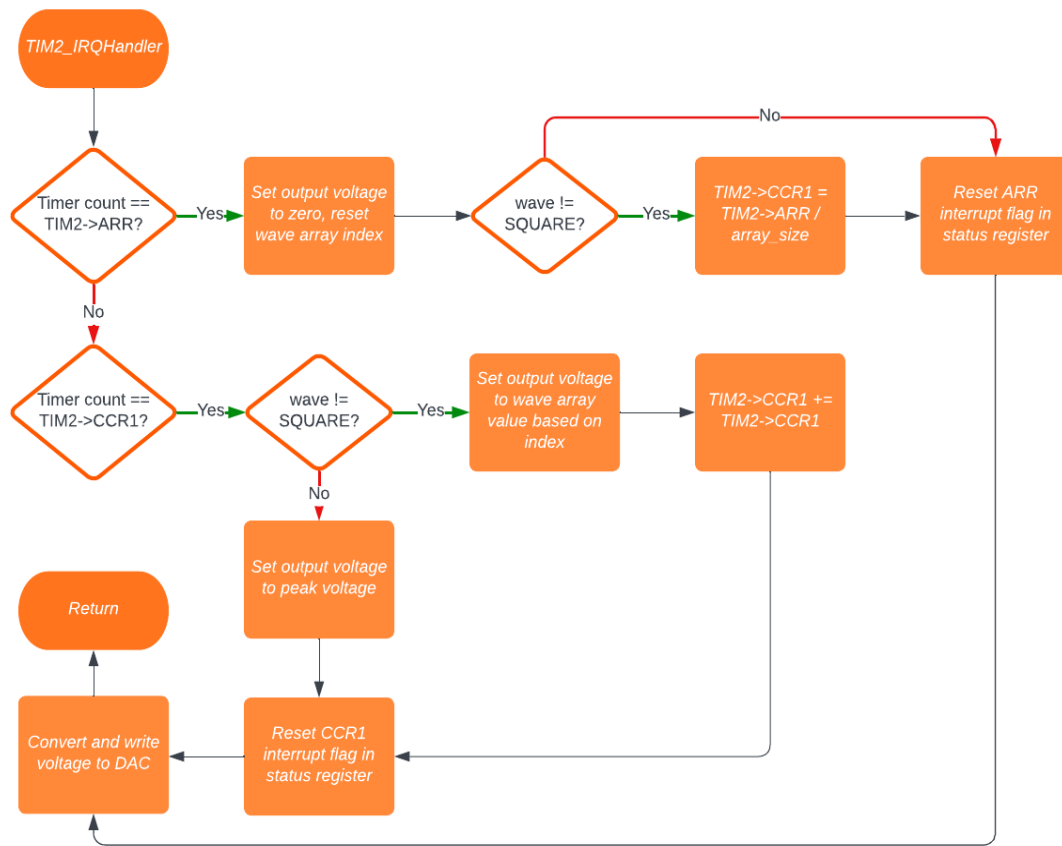 TIM2_IRQHandler
No
Timer count ==
TIM2->ARR?
Yes
Set output voltage
to zero, reset
wave array index
wave !=
SQUARE?
Yes
TIM2->CCR1 =
TIM2->ARR /
array_size
Reset ARR
interrupt flag in
status register
No
Timer count ==
TIM2->CCR1?
Yes
wave !=
SQUARE?
Yes
Set output voltage
to wave array
value based on
index
TIM2->CCR1 +=
TIM2->CCR1
No
Set output voltage
to peak voltage
Return
Convert and write
voltage to DAC
Reset CCR1
interrupt flag in
status register